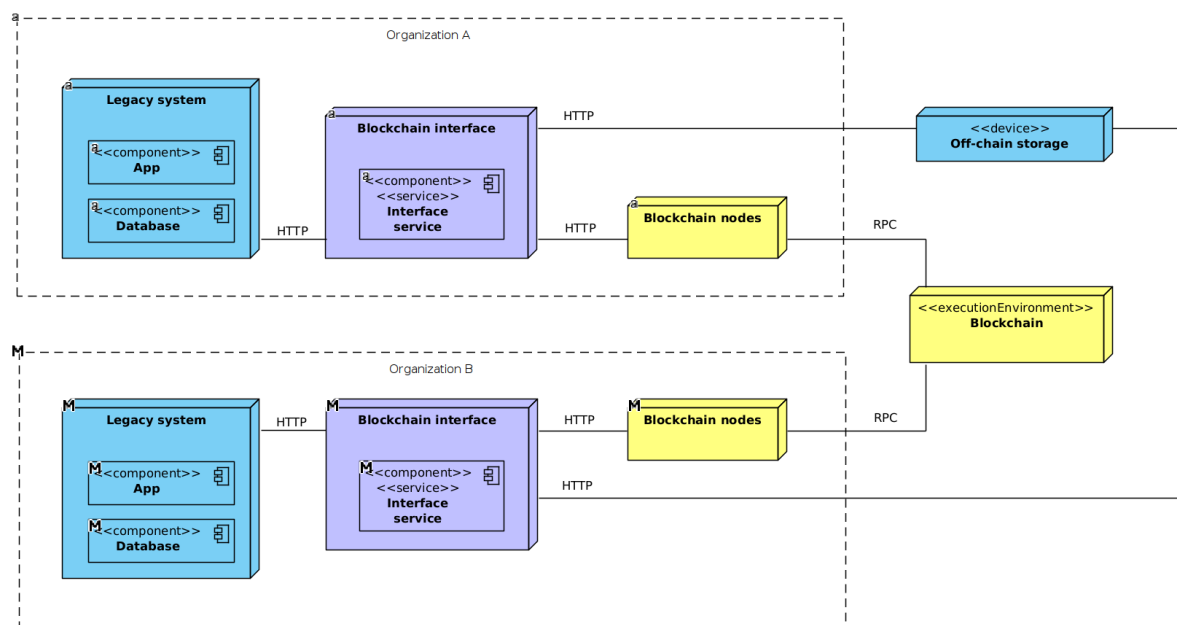 a
Organization A
a
Legacy system
a
<<component>>
App
a
<<component>>
Database
HTTP
a
Blockchain interface
a
<<component>>
<<service>>
Interface
service
HTTP
HTTP
a
Blockchain nodes
RPC
<<device>>
Off-chain storage
<<executionEnvironment>>
Blockchain
M
Organization B
M
Legacy system
M
<<component>>
App
M
<<component>>
Database
HTTP
M
Blockchain interface
M
<<component>>
<<service>>
Interface
service
HTTP
HTTP
M
Blockchain nodes
RPC